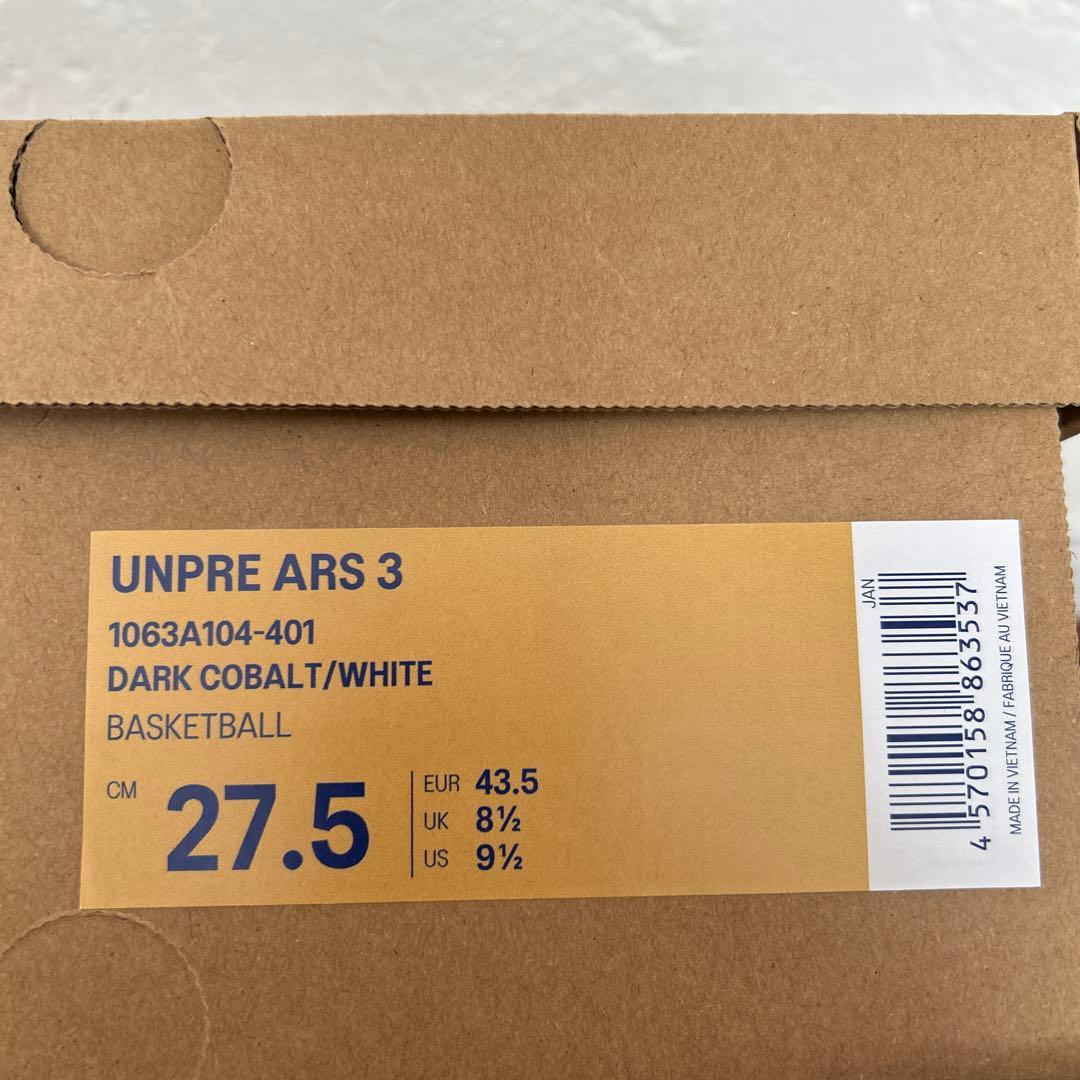 UNPRE ARS 3
1063A104-401
DARK COBALT/WHITE
BASKETBALL
CM 27.5
EUR 43.5
UK 8½
US 9½
JAN
4 570158 863537
MADE IN VIETNAM / FABRIQUE AU VIETNAM